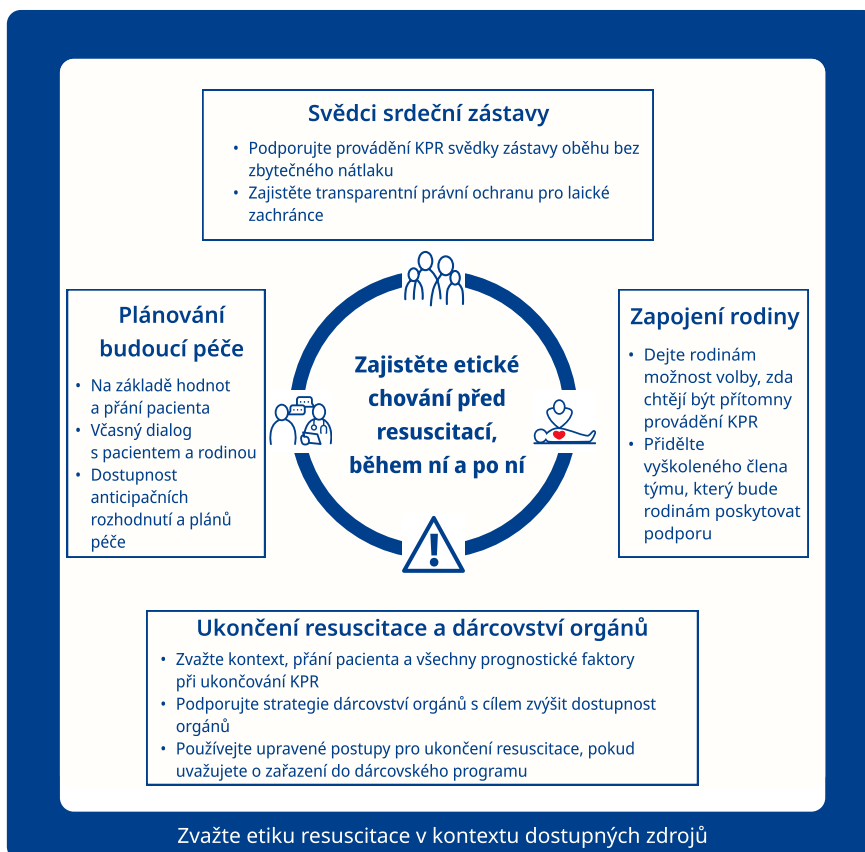 Svědci srdeční zástavy
• Podporujte provádění KPR svědky zástavy oběhu bez
zbytečného nátlaku
• Zajistěte transparentní právní ochranu pro laické
zachránce
Plánování
budoucí péče
• Na základě hodnot
a přání pacienta
• Včasný dialog
s pacientem a rodinou
• Dostupnost
anticipačních
rozhodnutí a plánů
péče
Zajistěte etické
chování před
resuscitací,
během ní a po ní
Zapojení rodiny
• Dejte rodinám
možnost volby, zda
chtějí být přítomny
provádění KPR
• Přidělte
vyškoleného člena
týmu, který bude
rodinám poskytovat
podporu
Ukončení resuscitace a dárcovství orgánů
• Zvažte kontext, přání pacienta a všechny prognostické faktory
při ukončování KPR
• Podporujte strategie dárcovství orgánů s cílem zvýšit dostupnost
orgánů
• Používejte upravené postupy pro ukončení resuscitace, pokud
uvažujete o zařazení do dárcovského programu
Zvažte etiku resuscitace v kontextu dostupných zdrojů